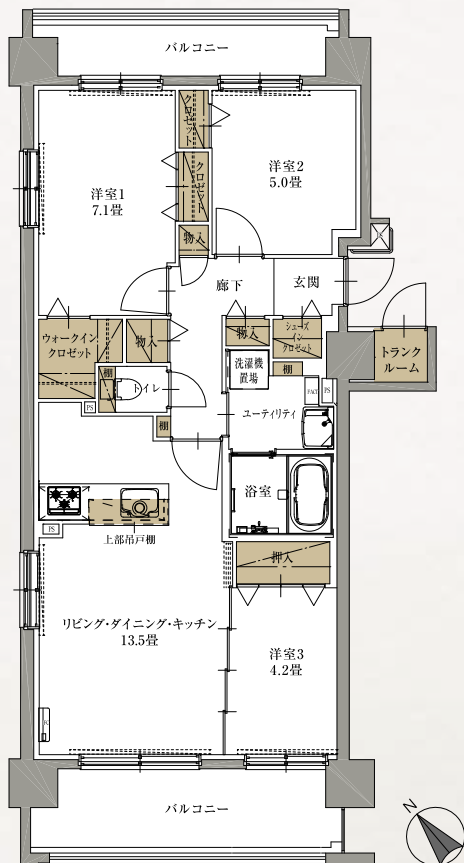 バルコニー
クロゼット
洋室1
7.1畳
クロゼット
洋室2
5.0畳
物入
廊下
玄関
ウォークイン
クロゼット
物入
物入
シューズ
イン
クロゼット
トランク
ルーム
洗濯機
置場
棚
棚
トイレ
PS
PS
棚
ユーティリティ
浴室
PS
上部吊戸棚
押入
リビング・ダイニング・キッチン
13.5畳
洋室3
4.2畳
バルコニー
N